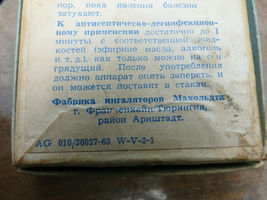 пор, пока явления болезни
затухают.
К антисептическо-дезинфекцион-
ному применению достаточно до 1
минуты с соответственной жид-
костей (эфирные масла, алкоголь
и. т. д.), как только можно на сон
грядущий. После употребления
должно аппарат опять запереть, и
он может поставит в стакан.
Фабрика ингаляторов Махольдта
г. Франкенхайн Тюрингия,
район Арнштадт.
AG 010/36027-63 W-V-2-1